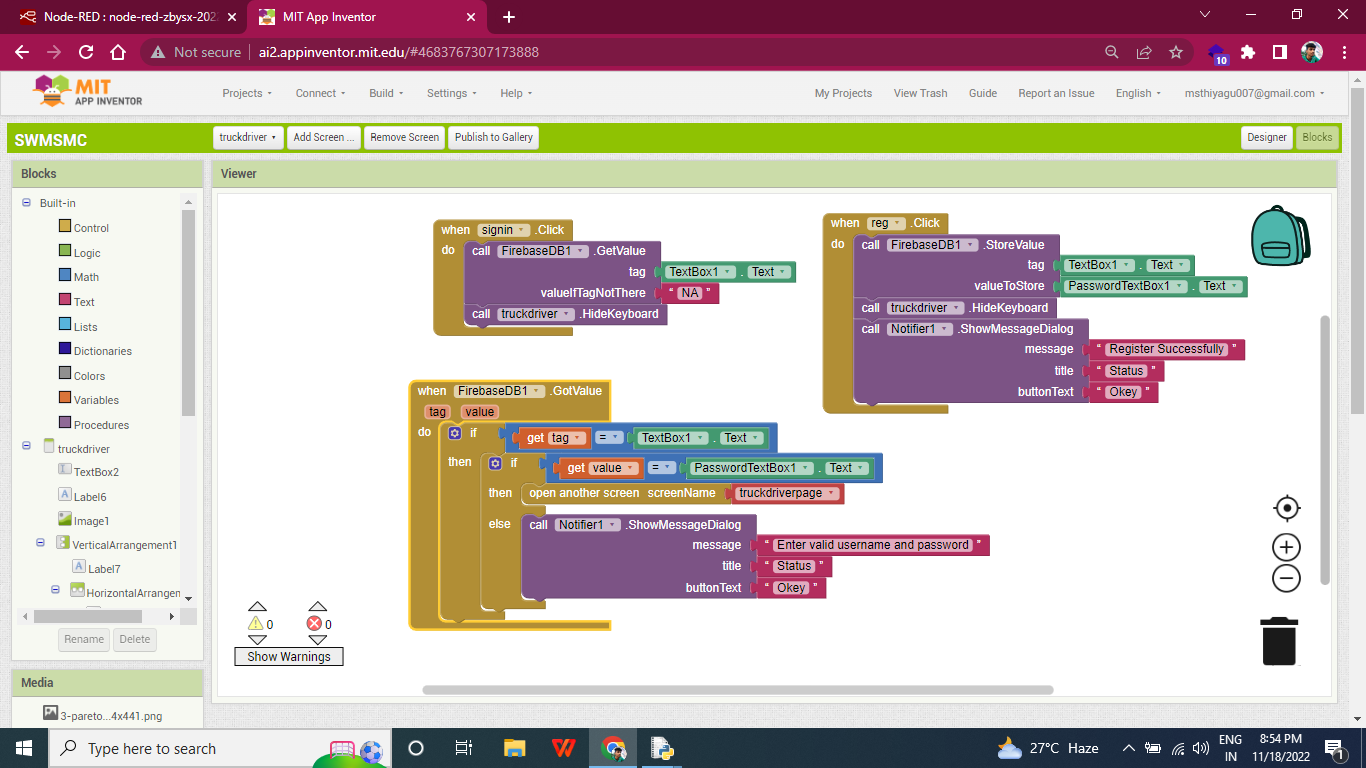 Node-RED : node-red-zbysx-202
MIT App Inventor
Not secure
ai2.appinventor.mit.edu/#4683767307173888
10
MIT
APP INVENTOR
Projects
Connect
Build
Settings
Help
My Projects
View Trash
Guide
Report an Issue
English
msthiyagu007@gmail.com
SWMSMC
truckdriver
Add Screen ...
Remove Screen
Publish to Gallery
Designer
Blocks
Blocks
Built-in
Control
Logic
Math
Text
Lists
Dictionaries
Colors
Variables
Procedures
truckdriver
TextBox2
Label6
Image1
VerticalArrangement1
Label7
HorizontalArrangen
Rename
Delete
Media
3-pareto...4x441.png
Viewer
when signin .Click
do call FirebaseDB1 .GetValue
tag TextBox1 . Text
valueIfTagNotThere “ NA ”
call truckdriver .HideKeyboard
when reg .Click
do call FirebaseDB1 .StoreValue
tag TextBox1 . Text
valueToStore PasswordTextBox1 . Text
call truckdriver .HideKeyboard
call Notifier1 .ShowMessageDialog
message “ Register Successfully ”
title “ Status ”
buttonText “ Okey ”
when FirebaseDB1 .GotValue
tag value
do if get tag = TextBox1 . Text
then if get value = PasswordTextBox1 . Text
then open another screen screenName truckdriverpage
else call Notifier1 .ShowMessageDialog
message “ Enter valid username and password ”
title “ Status ”
buttonText “ Okey ”
0
0
Show Warnings
Type here to search
27°C Haze
ENG
IN
8:54 PM
11/18/2022
1